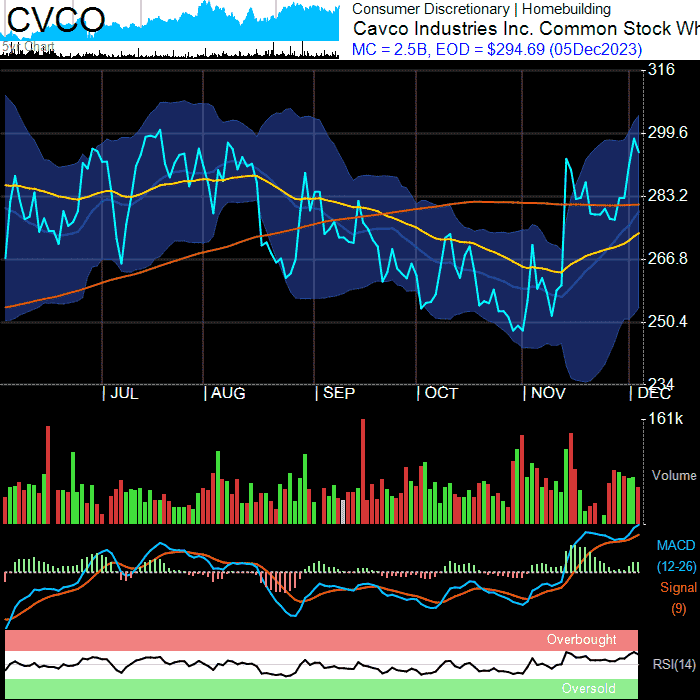 CVCO
5yr Chart
Consumer Discretionary | Homebuilding
Cavco Industries Inc. Common Stock Wh
MC = 2.5B, EOD = $294.69 (05Dec2023)
316
299.6
283.2
266.8
250.4
234
JUL AUG SEP OCT NOV DEC
161k
Volume
MACD
(12-26)
Signal
(9)
Overbought
RSI(14)
Oversold